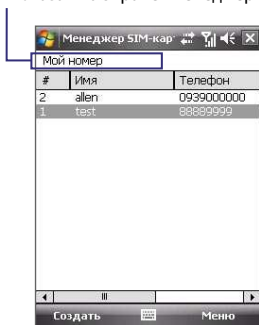 Менеджер SIM-кар
Мой номер
# Имя Телефон
2 allen 0939000000
1 test 88889999
Создать Меню